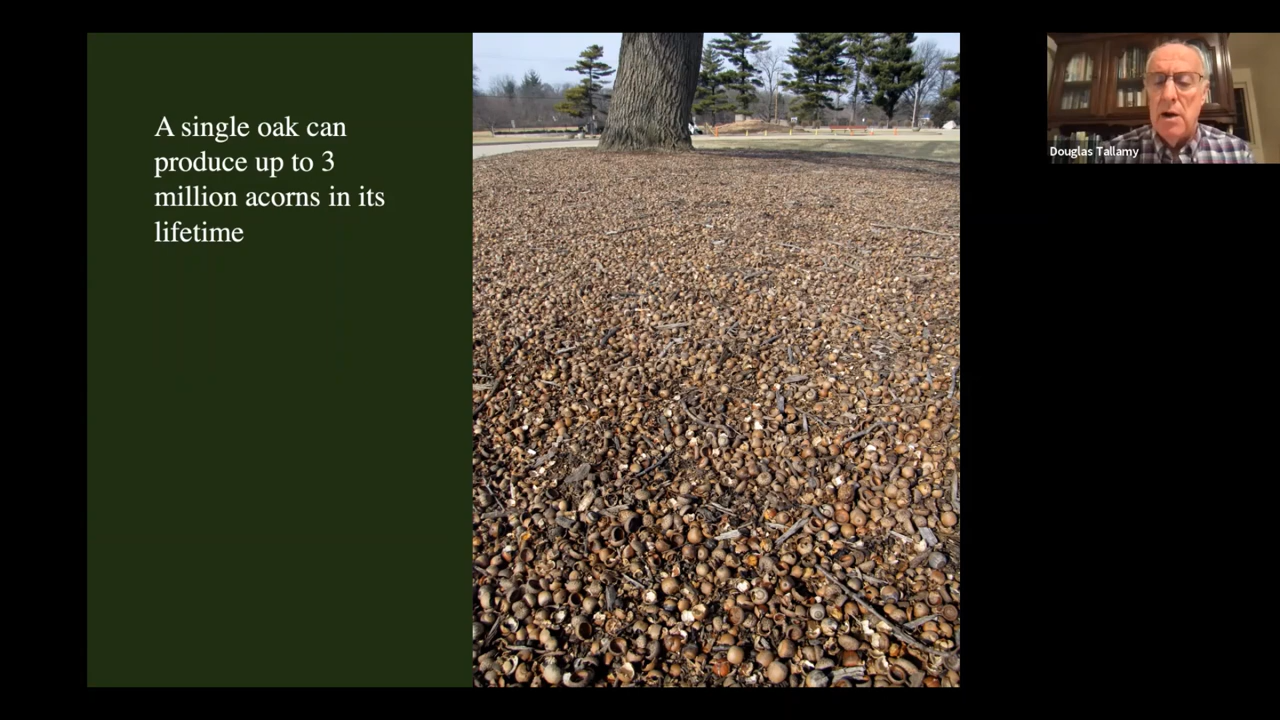 A single oak can
produce up to 3
million acorns in its
lifetime
Douglas Tallamy